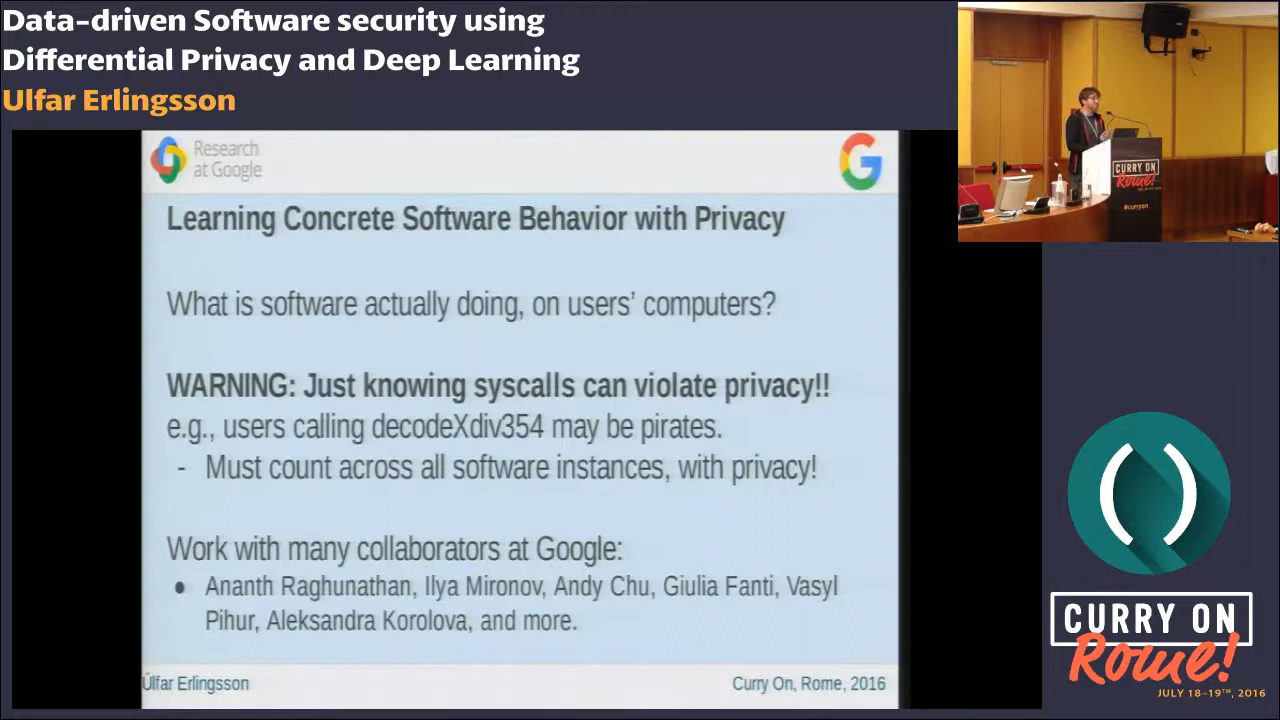 Data-driven Software security using
Differential Privacy and Deep Learning
Ulfar Erlingsson
Research
at Google
G
Learning Concrete Software Behavior with Privacy
What is software actually doing, on users' computers?
WARNING: Just knowing syscalls can violate privacy!!
e.g., users calling decodeXdiv354 may be pirates.
- Must count across all software instances, with privacy!
Work with many collaborators at Google:
● Ananth Raghunathan, Ilya Mironov, Andy Chu, Giulia Fanti, Vasyl
Pihur, Aleksandra Korolova, and more.
Úlfar Erlingsson
Curry On, Rome, 2016
CURRY ON
Rome!
#curryon
( )
CURRY ON
Rome!
JULY 18-19TH, 2016